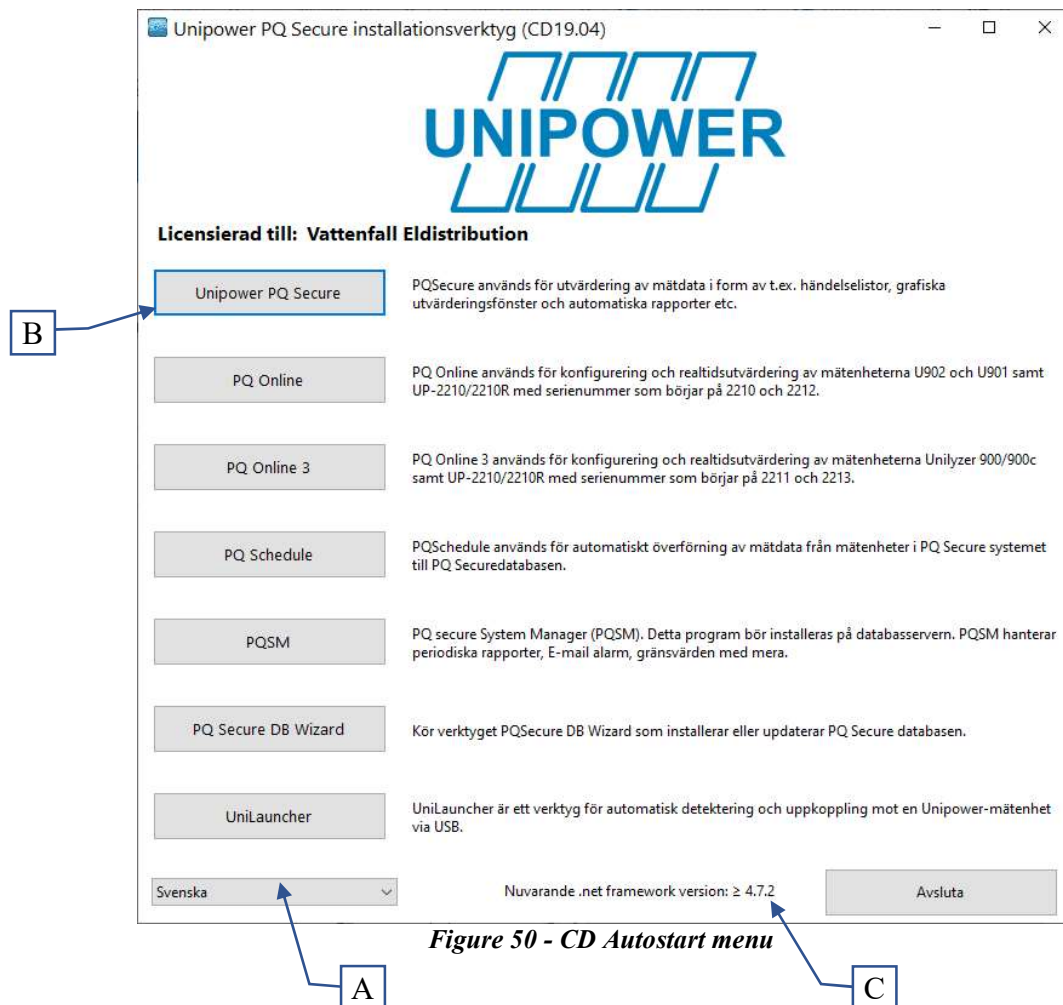 Unipower PQ Secure installationsverktyg (CD19.04)
UNIPOWER
Licensierad till: Vattenfall Eldistribution
Unipower PQ Secure
PQSecure används för utvärdering av mätdata i form av t.ex. händelselistor, grafiska
utvärderingsfönster och automatiska rapporter etc.
B
PQ Online
PQ Online används för konfigurering och realtidsutvärdering av mätenheterna U902 och U901 samt
UP-2210/2210R med serienummer som börjar på 2210 och 2212.
PQ Online 3
PQ Online 3 används för konfigurering och realtidsutvärdering av mätenheterna Unilyzer 900/900c
samt UP-2210/2210R med serienummer som börjar på 2211 och 2213.
PQ Schedule
PQSchedule används för automatiskt överförning av mätdata från mätenheter i PQ Secure systemet
till PQ Securedatabasen.
PQSM
PQ secure System Manager (PQSM). Detta program bör installeras på databasservern. PQSM hanterar
periodiska rapporter, E-mail alarm, gränsvärden med mera.
PQ Secure DB Wizard
Kör verktyget PQSecure DB Wizard som installerar eller updaterar PQ Secure databasen.
UniLauncher
UniLauncher är ett verktyg för automatisk detektering och uppkoppling mot en Unipower-mätenhet
via USB.
Svenska
Nuvarande .net framework version: ≥ 4.7.2
Avsluta
Figure 50 - CD Autostart menu
A
C